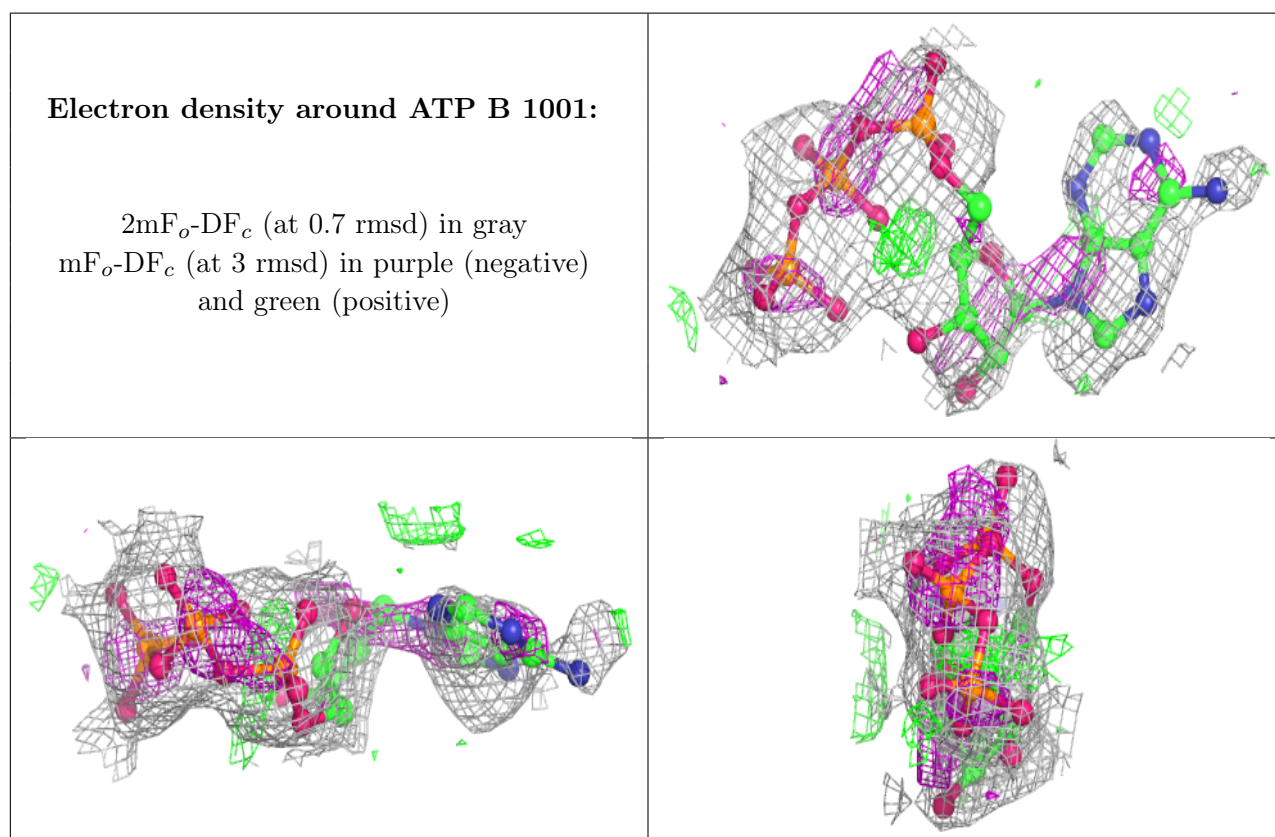 Electron density around ATP B 1001:
2mFo-DFc (at 0.7 rmsd) in gray
mFo-DFc (at 3 rmsd) in purple (negative)
and green (positive)